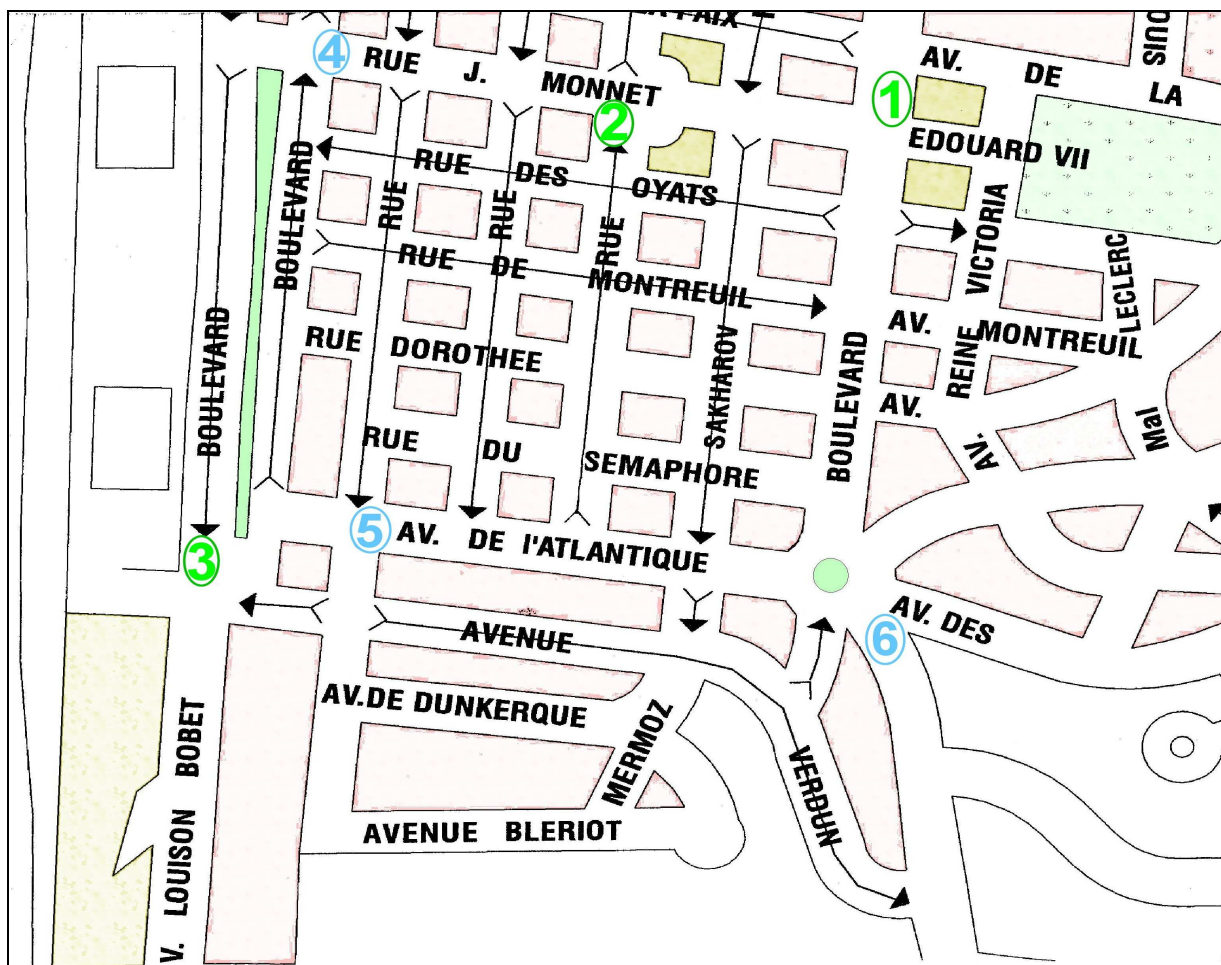 PAIX
OUIS
4
RUE J. MONNET
AV. DE LA
1
2
EDOUARD VII
BOULEVARD
RUE
RUE
RUE DES OYATS
RUE
RUE DE MONTREUIL
VICTORIA
LECLERC
BOULEVARD
RUE DOROTHEE
SAKHAROV
BOULEVARD
AV. MONTREUIL
REINE
AV.
AV.
Mal
RUE DU SEMAPHORE
3
5
AV. DE l'ATLANTIQUE
AV. DES
6
AVENUE
VERDUN
AV.DE DUNKERQUE
MERMOZ
AVENUE BLERIOT
V. LOUISON BOBET